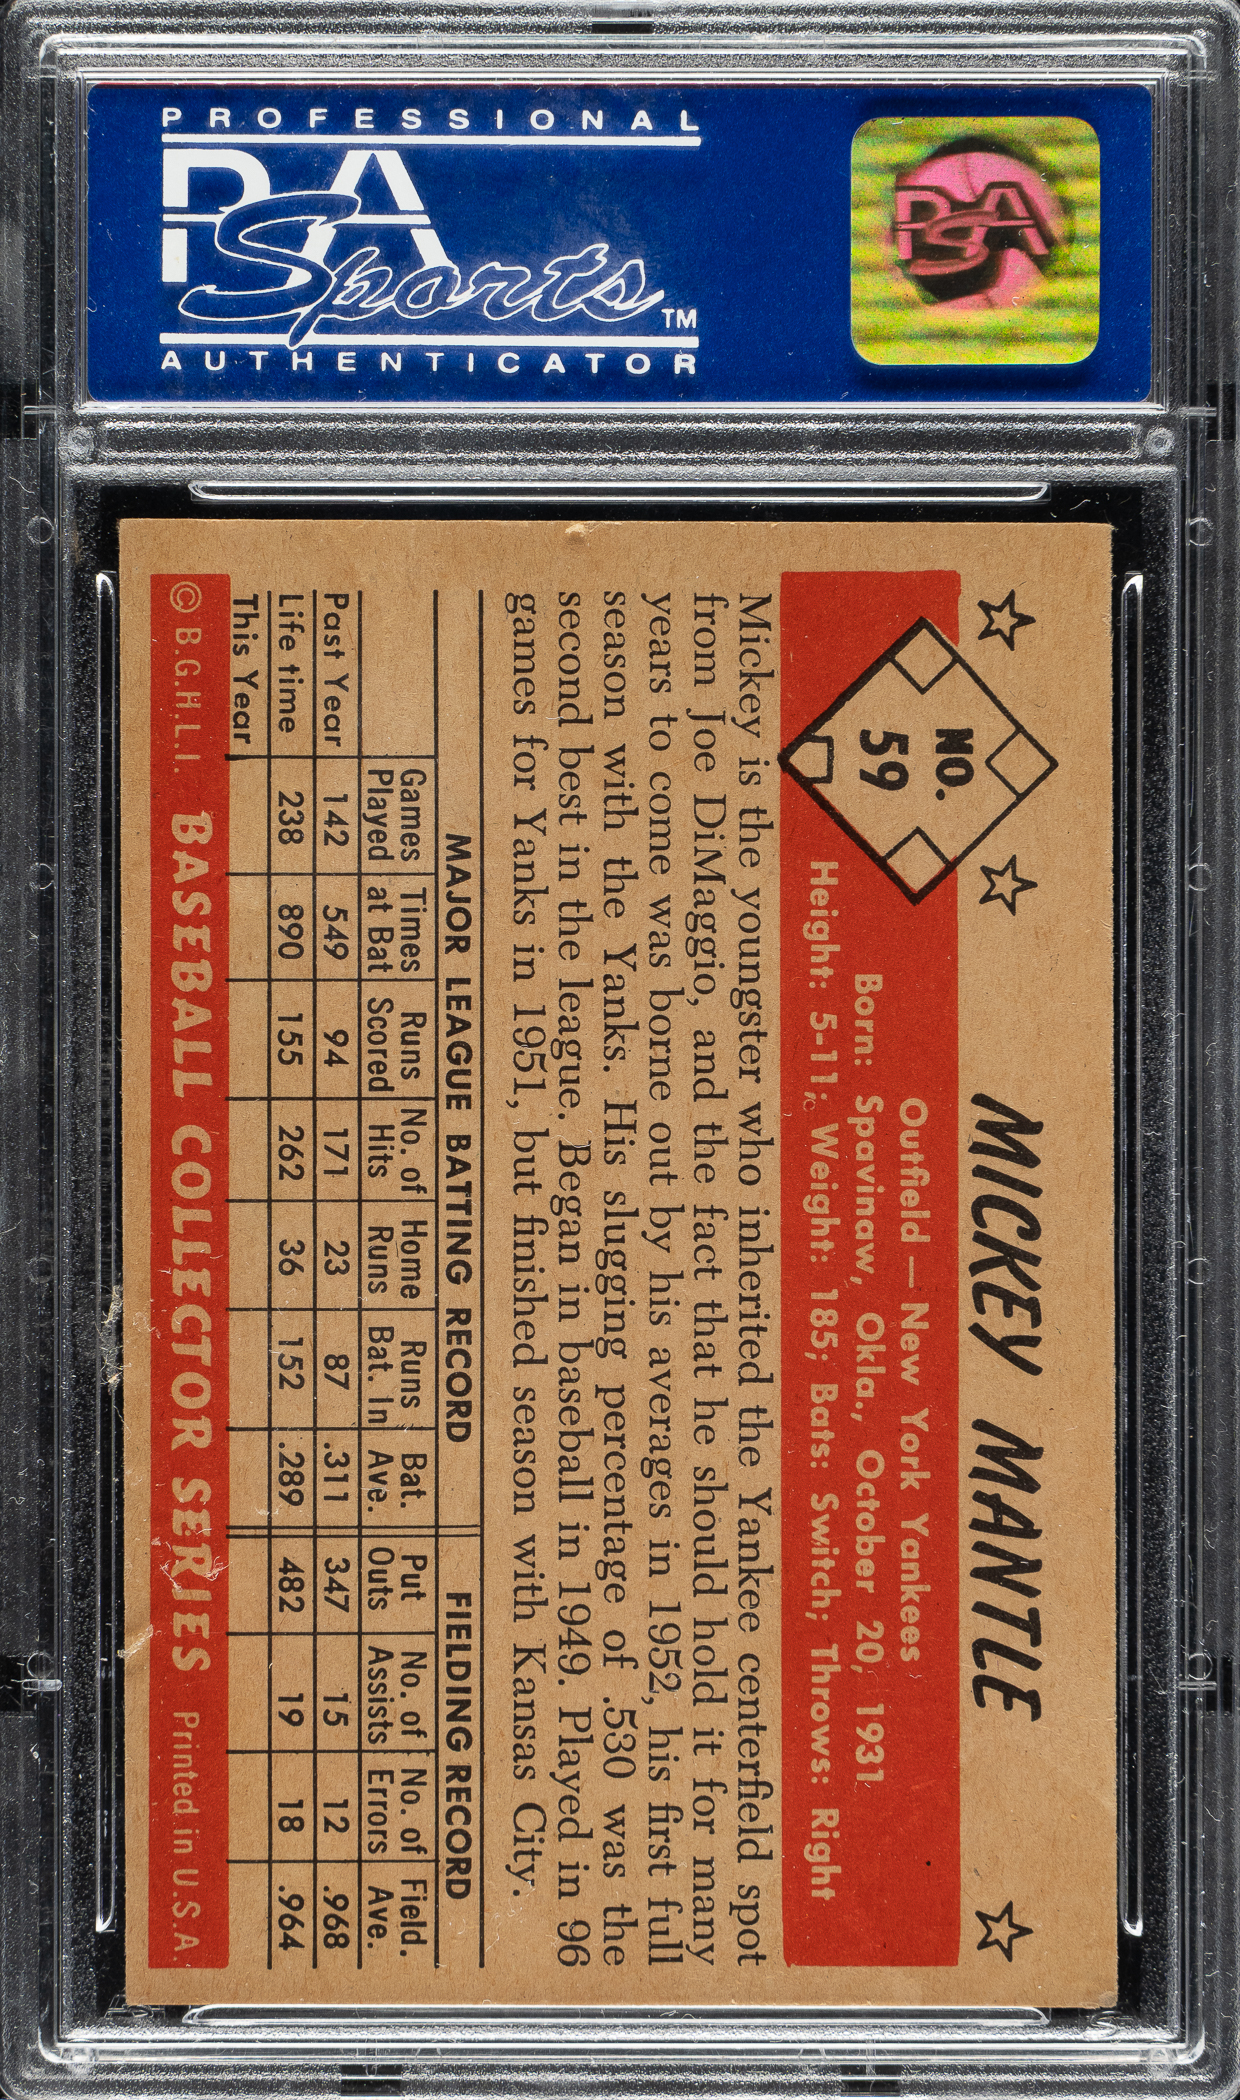 PROFESSIONAL
PSA
Sports TM
AUTHENTICATOR
PSA
MICKEY MANTLE
NO.
59
Outfield — New York Yankees
Born: Spavinaw, Okla., October 20, 1931
Height: 5-11; Weight: 185; Bats: Switch; Throws: Right
Mickey is the youngster who inherited the Yankee centerfield spot
from Joe DiMaggio, and the fact that he should hold it for many
years to come was borne out by his averages in 1952, his first full
season with the Yanks. His slugging percentage of .530 was the
second best in the league. Began in baseball in 1949. Played in 96
games for Yanks in 1951, but finished season with Kansas City.
MAJOR LEAGUE BATTING RECORD FIELDING RECORD
Games Times Runs No. of Home Runs Bat. Put No. of No. of Field.
Played at Bat Scored Hits Runs Bat. In Ave. Outs Assists Errors Ave.
Past Year 142 549 94 171 23 87 .311 347 15 12 .968
Life time 238 890 155 262 36 152 .289 482 19 18 .964
This Year
© B.G.H.L.I. BASEBALL COLLECTOR SERIES Printed in U.S.A.